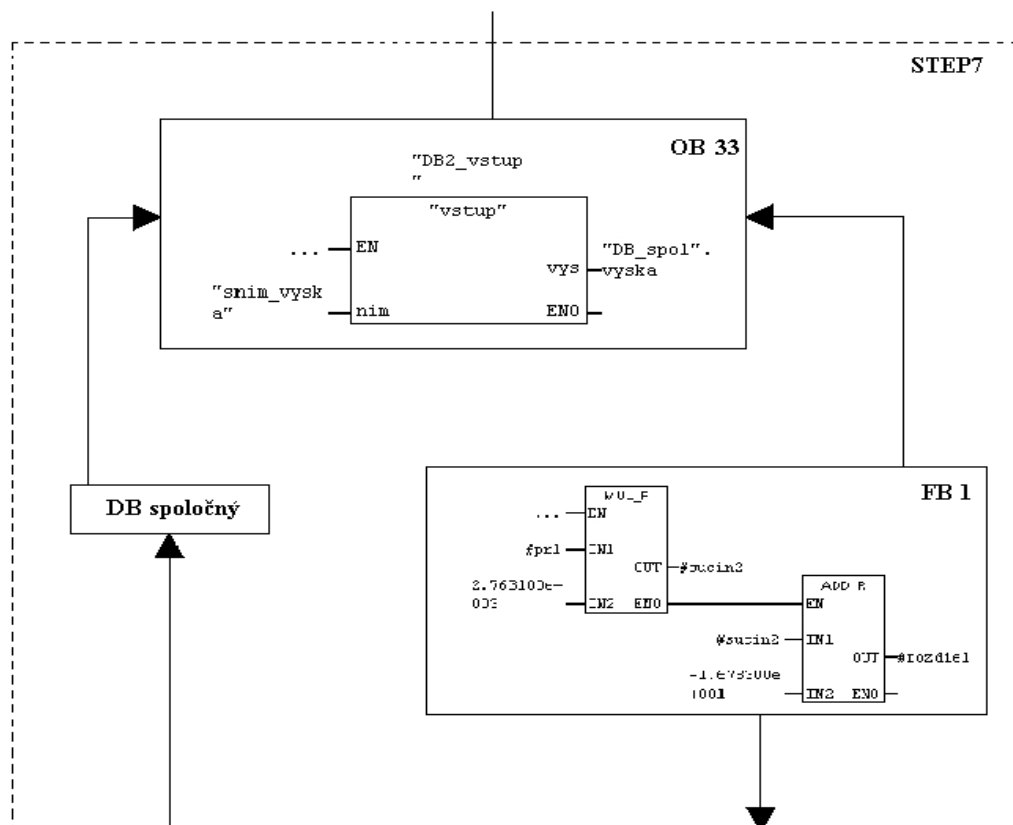 STEP7
OB 33
"DB2_vstup
"
"vstup"
... EN
vys "DB_spol".
vyska
"snim_vysk
a" nim
ENO
DB spoločný
FB 1
... EN
IN1
OUT #sucin2
IN2 ENO
ADD_R
EN
#sucin2 IN1
OUT #rozdiel
IN2 ENO